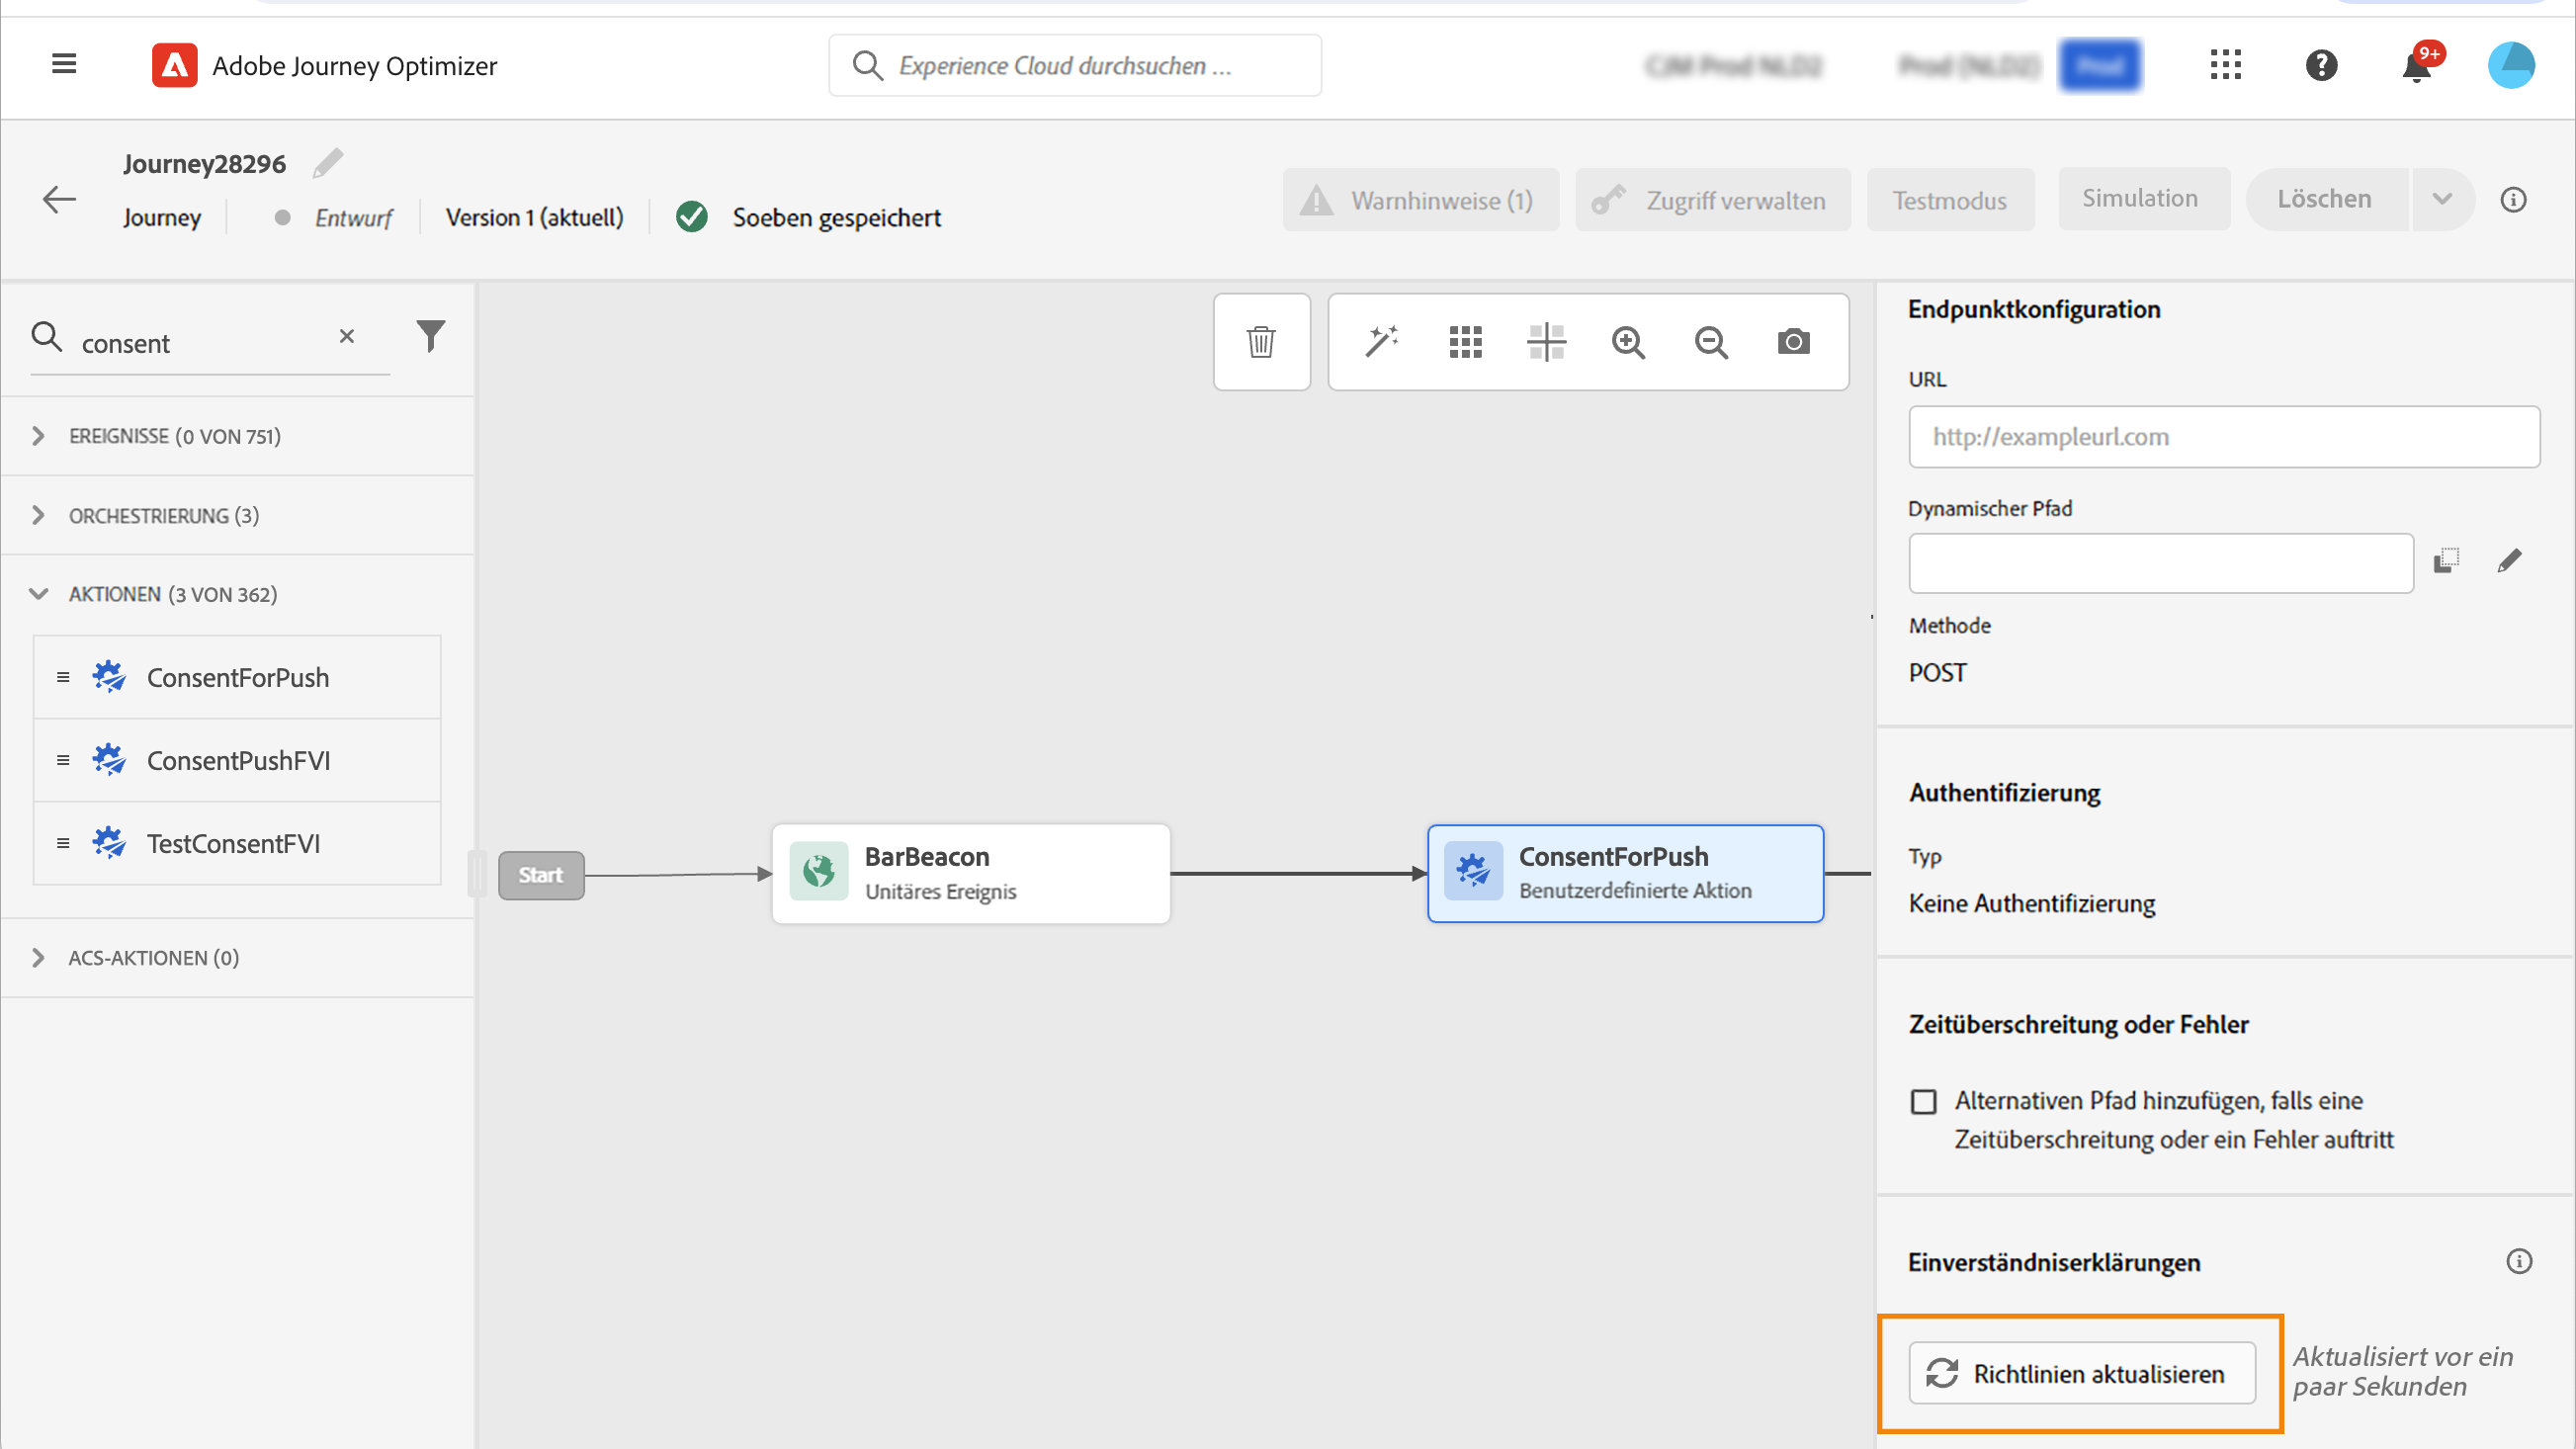 Adobe Journey Optimizer
Experience Cloud durchsuchen ...
9+
Journey28296
Journey
Entwurf
Version 1 (aktuell)
Soeben gespeichert
Warnhinweise (1)
Zugriff verwalten
Testmodus
Simulation
Löschen
consent
EREIGNISSE (0 VON 751)
ORCHESTRIERUNG (3)
AKTIONEN (3 VON 362)
ConsentForPush
ConsentPushFVI
TestConsentFVI
ACS-AKTIONEN (0)
Start
BarBeacon
Unitäres Ereignis
ConsentForPush
Benutzerdefinierte Aktion
Endpunktkonfiguration
URL
http://exampleurl.com
Dynamischer Pfad
Methode
POST
Authentifizierung
Typ
Keine Authentifizierung
Zeitüberschreitung oder Fehler
Alternativen Pfad hinzufügen, falls eine
Zeitüberschreitung oder ein Fehler auftritt
Einverständniserklärungen
Richtlinien aktualisieren
Aktualisiert vor ein
paar Sekunden